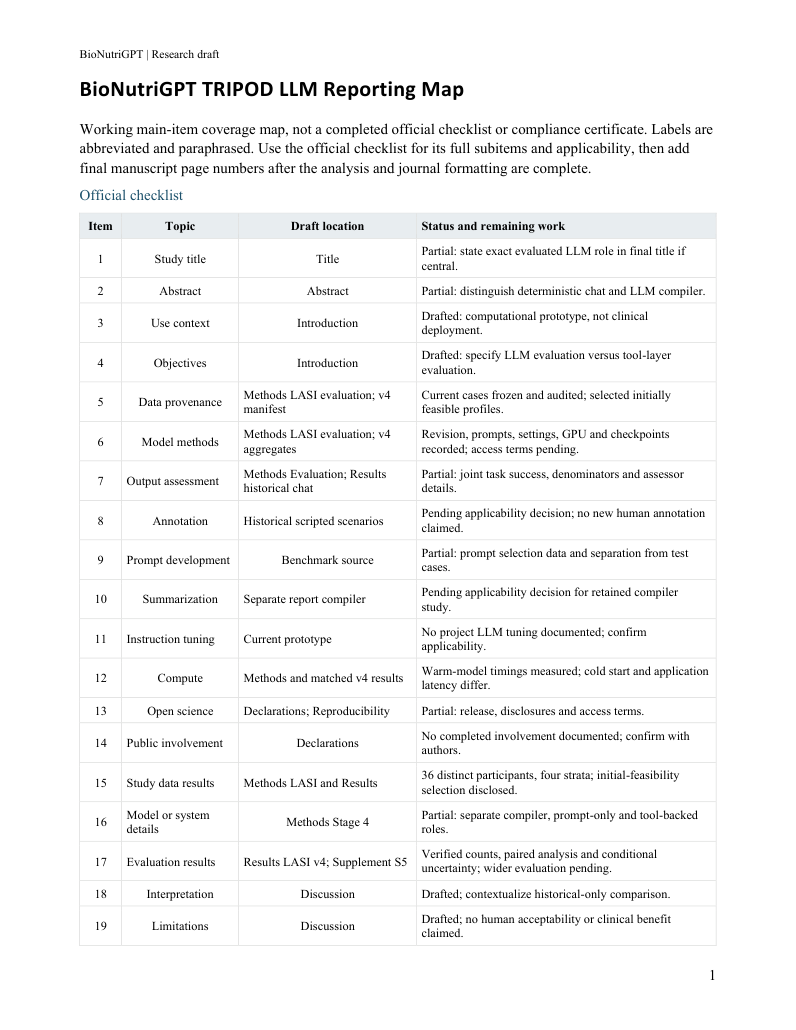 BioNutriGPT | Research draft
BioNutriGPT TRIPOD LLM Reporting Map
Working main-item coverage map, not a completed official checklist or compliance certificate. Labels are
abbreviated and paraphrased. Use the official checklist for its full subitems and applicability, then add
final manuscript page numbers after the analysis and journal formatting are complete.
Official checklist
Item Topic Draft location Status and remaining work
1 Study title Title Partial: state exact evaluated LLM role in final title if
central.
2 Abstract Abstract Partial: distinguish deterministic chat and LLM compiler.
3 Use context Introduction Drafted: computational prototype, not clinical
deployment.
4 Objectives Introduction Drafted: specify LLM evaluation versus tool-layer
evaluation.
5 Data provenance Methods LASI evaluation; v4
manifest Current cases frozen and audited; selected initially
feasible profiles.
6 Model methods Methods LASI evaluation; v4
aggregates Revision, prompts, settings, GPU and checkpoints
recorded; access terms pending.
7 Output assessment Methods Evaluation; Results
historical chat Partial: joint task success, denominators and assessor
details.
8 Annotation Historical scripted scenarios Pending applicability decision; no new human annotation
claimed.
9 Prompt development Benchmark source Partial: prompt selection data and separation from test
cases.
10 Summarization Separate report compiler Pending applicability decision for retained compiler
study.
11 Instruction tuning Current prototype No project LLM tuning documented; confirm
applicability.
12 Compute Methods and matched v4 results Warm-model timings measured; cold start and application
latency differ.
13 Open science Declarations; Reproducibility Partial: release, disclosures and access terms.
14 Public involvement Declarations No completed involvement documented; confirm with
authors.
15 Study data results Methods LASI and Results 36 distinct participants, four strata; initial-feasibility
selection disclosed.
16 Model or system
details Methods Stage 4 Partial: separate compiler, prompt-only and tool-backed
roles.
17 Evaluation results Results LASI v4; Supplement S5 Verified counts, paired analysis and conditional
uncertainty; wider evaluation pending.
18 Interpretation Discussion Drafted; contextualize historical-only comparison.
19 Limitations Discussion Drafted; no human acceptability or clinical benefit
claimed.
1